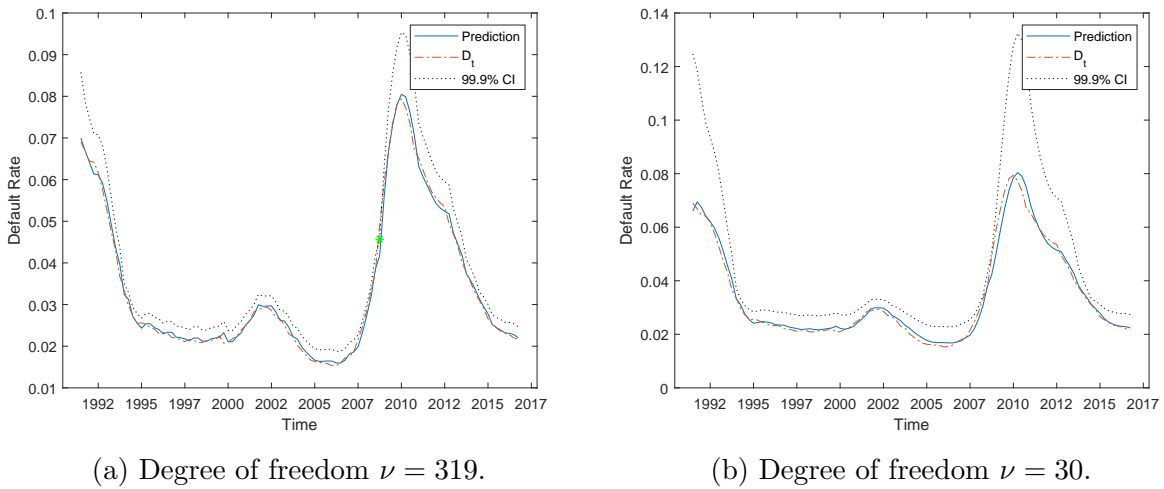 0.1
0.09
0.08
0.07
0.06
0.05
0.04
0.03
0.02
0.01
Default Rate
1992 1995 1997 2000 2002 2005 2007 2010 2012 2015 2017
Time
Prediction
D_t
99.9% CI
(a) Degree of freedom ν = 319.
0.14
0.12
0.1
0.08
0.06
0.04
0.02
0
Default Rate
1992 1995 1997 2000 2002 2005 2007 2010 2012 2015 2017
Time
Prediction
D_t
99.9% CI
(b) Degree of freedom ν = 30.